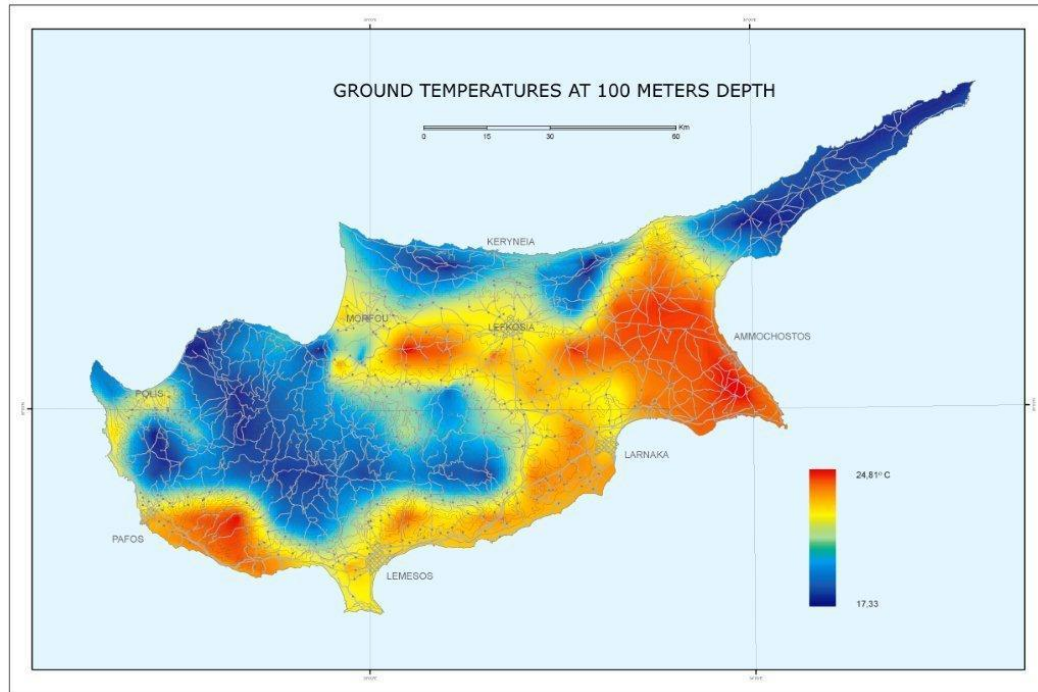 GROUND TEMPERATURES AT 100 METERS DEPTH
Km
0 15 30 60
KERYNEIA
MORFOU
LEFKOSIA
AMMOCHOSTOS
POLIS
LARNAKA
24,81° C
PAFOS
LEMESOS
17,33